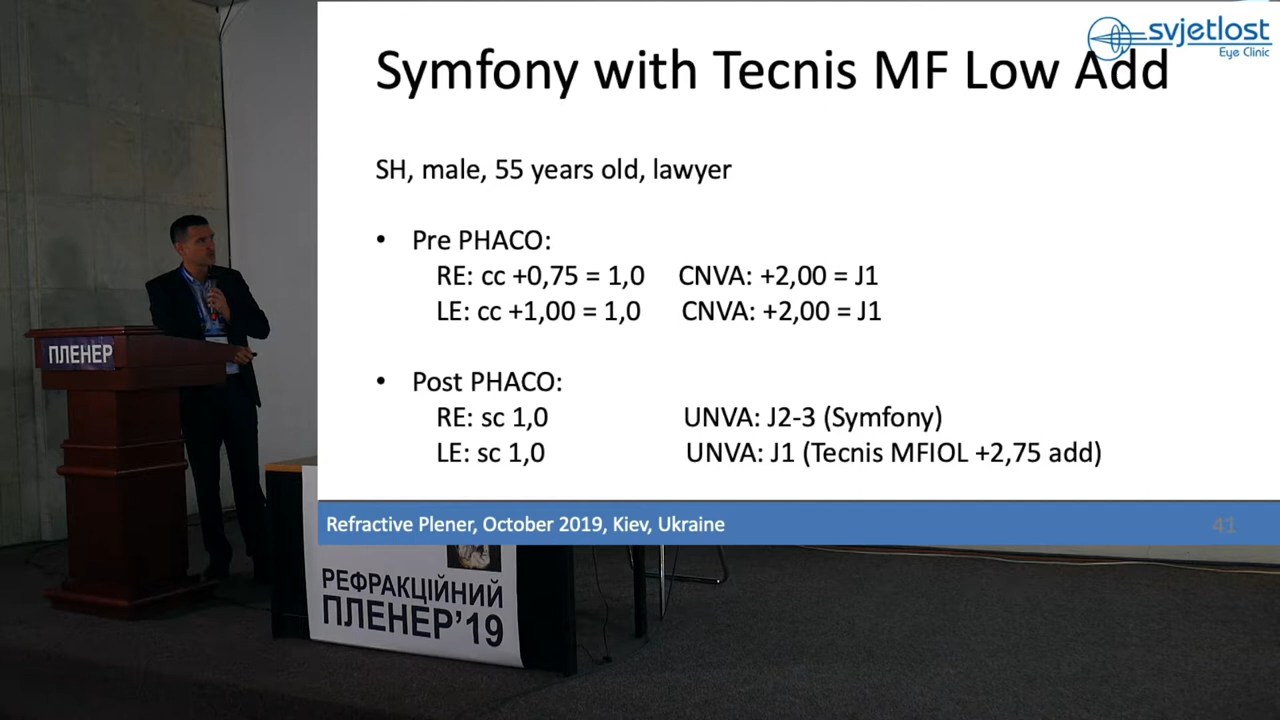 svjetlost
Eye Clinic
Symfony with Tecnis MF Low Add
SH, male, 55 years old, lawyer
• Pre PHACO:
RE: cc +0,75 = 1,0 CNVA: +2,00 = J1
LE: cc +1,00 = 1,0 CNVA: +2,00 = J1
• Post PHACO:
RE: sc 1,0 UNVA: J2-3 (Symfony)
LE: sc 1,0 UNVA: J1 (Tecnis MFIOL +2,75 add)
Refractive Plener, October 2019, Kiev, Ukraine 41
ПЛЕНЕР
РЕФРАКЦІЙНИЙ
ПЛЕНЕР'19